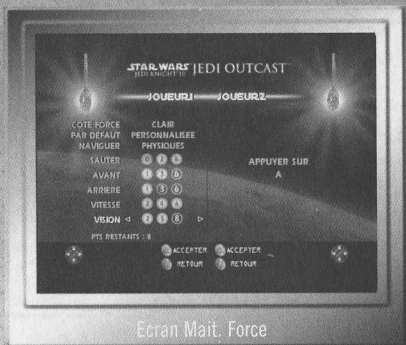 STAR WARS JEDI OUTCAST
JEDI KNIGHT II
JOUEUR1 JOUEUR2
COTE FORCE CLAIR
PAR DEFAUT PERSONNALISEE
NAVIGUER PHYSIQUES
SAUTER
AVANT
ARRIERE
VITESSE
VISION
APPUYER SUR
A
PTS RESTANTS : 8
ACCEPTER ACCEPTER
RETOUR RETOUR
Ecran Mait. Force